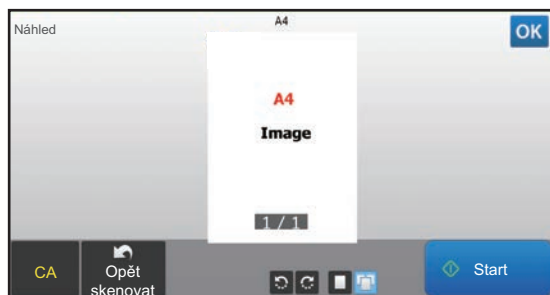 Náhled
A4
OK
A4
Image
1 / 1
CA
Opět
skenovat
Start